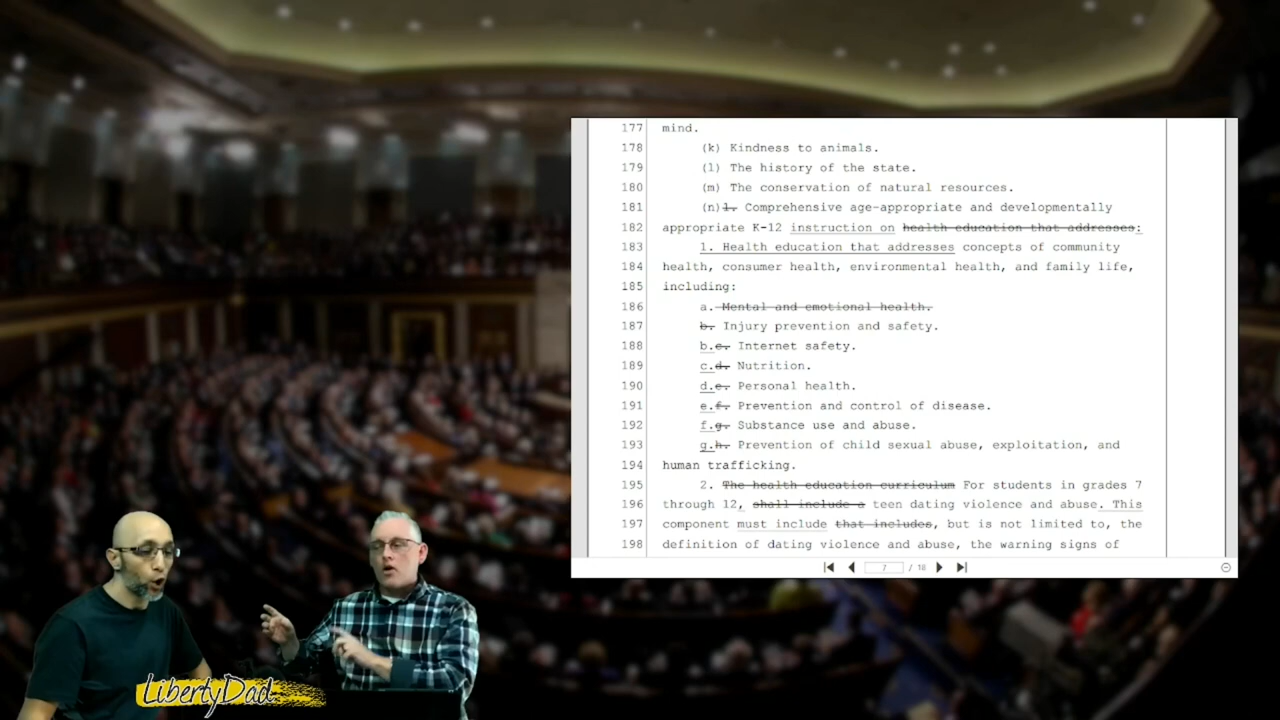 177 mind.
178 (k) Kindness to animals.
179 (l) The history of the state.
180 (m) The conservation of natural resources.
181 (n)1. Comprehensive age-appropriate and developmentally
182 appropriate K-12 instruction on health education that addresses:
183 1. Health education that addresses concepts of community
184 health, consumer health, environmental health, and family life,
185 including:
186 a. Mental and emotional health.
187 b. Injury prevention and safety.
188 b.c. Internet safety.
189 c.d. Nutrition.
190 d.e. Personal health.
191 e.f. Prevention and control of disease.
192 f.g. Substance use and abuse.
193 g.h. Prevention of child sexual abuse, exploitation, and
194 human trafficking.
195 2. The health education curriculum For students in grades 7
196 through 12, shall include a teen dating violence and abuse. This
197 component must include that includes, but is not limited to, the
198 definition of dating violence and abuse, the warning signs of
7 / 18
LibertyDad